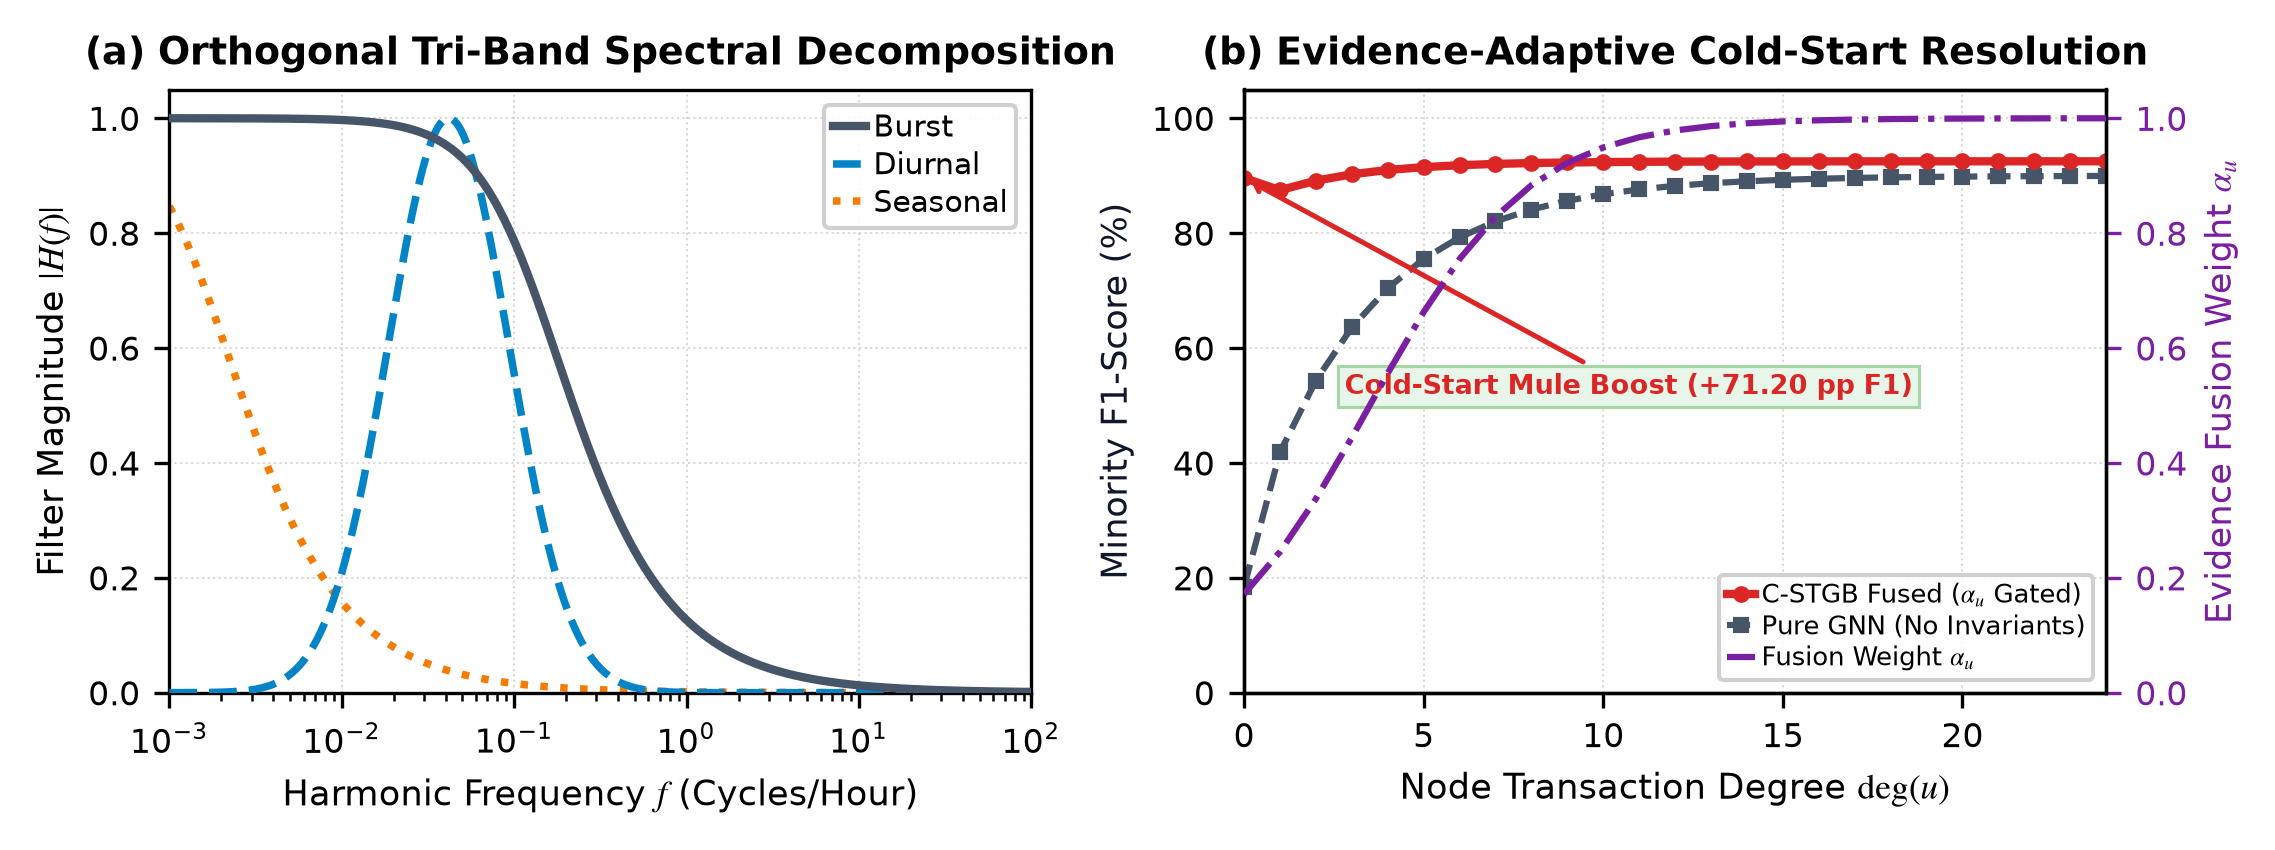 (a) Orthogonal Tri-Band Spectral Decomposition
Filter Magnitude |H(f)|
1.0
0.8
0.6
0.4
0.2
0.0
Burst
Diurnal
Seasonal
10⁻³ 10⁻² 10⁻¹ 10⁰ 10¹ 10²
Harmonic Frequency f (Cycles/Hour)
(b) Evidence-Adaptive Cold-Start Resolution
Minority F1-Score (%)
100
80
60
40
20
0
Cold-Start Mule Boost (+71.20 pp F1)
C-STGB Fused (αᵤ Gated)
Pure GNN (No Invariants)
Fusion Weight αᵤ
0 5 10 15 20
Node Transaction Degree deg(u)
1.0
0.8
0.6
0.4
0.2
0.0
Evidence Fusion Weight αᵤ